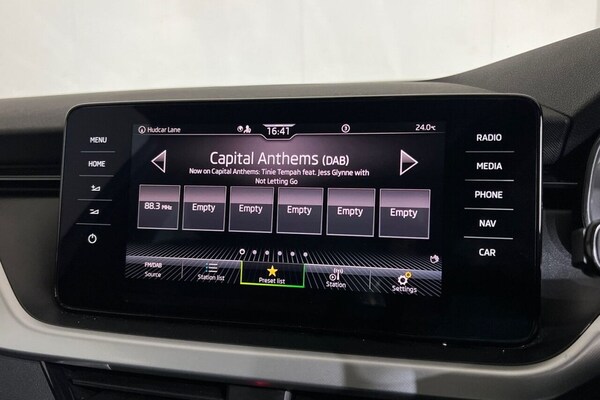 MENU
HOME
Hudcar Lane
16:41
24.0°C
Capital Anthems (DAB)
Now on Capital Anthems: Tinie Tempah feat. Jess Glynne with
Not Letting Go
88.3 MHz
Empty
Empty
Empty
Empty
Empty
FM/DAB
Source
Station list
Preset list
Station
Settings
RADIO
MEDIA
PHONE
NAV
CAR